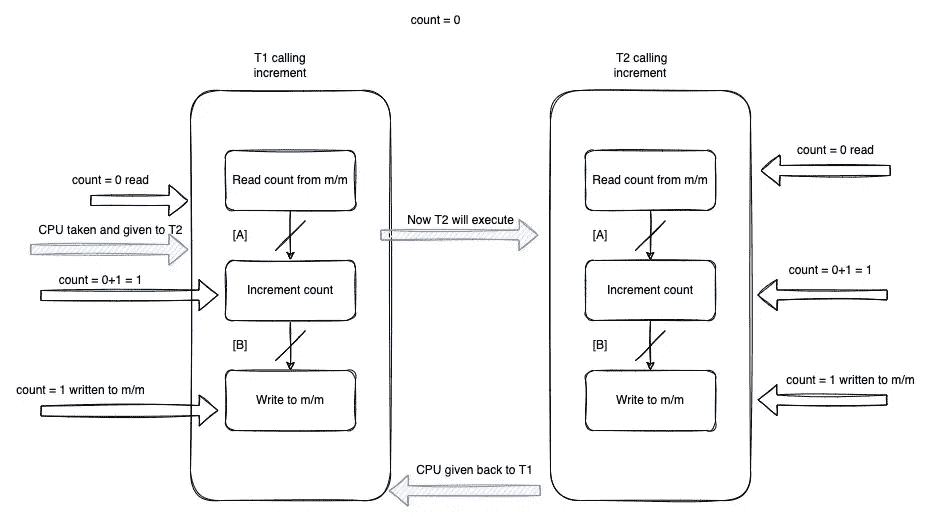 count = 0
T1 calling
increment
T2 calling
increment
count = 0 read
Read count from m/m
Read count from m/m
count = 0 read
CPU taken and given to T2
[A]
Now T2 will execute
[A]
count = 0+1 = 1
Increment count
Increment count
count = 0+1 = 1
[B]
[B]
count = 1 written to m/m
Write to m/m
Write to m/m
count = 1 written to m/m
CPU given back to T1